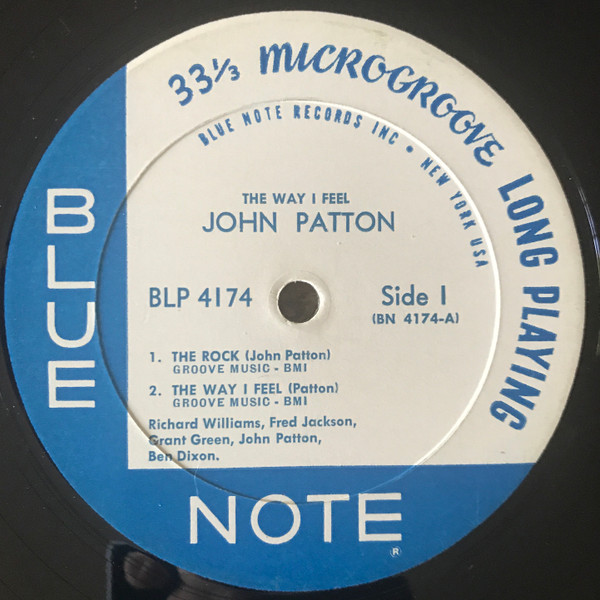 33⅓ MICROGROOVE LONG PLAYING
BLUE NOTE RECORDS INC • NEW YORK USA
THE WAY I FEEL
JOHN PATTON
BLP 4174
Side 1
(BN 4174-A)
1. THE ROCK (John Patton)
GROOVE MUSIC - BMI
2. THE WAY I FEEL (Patton)
GROOVE MUSIC - BMI
Richard Williams, Fred Jackson,
Grant Green, John Patton,
Ben Dixon.
BLUE
NOTE
®